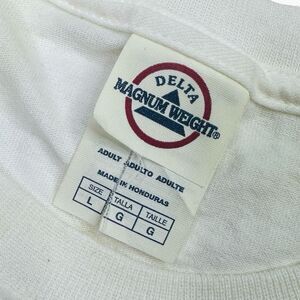 DELTA
MAGNUM WEIGHT®
ADULT ADULTO ADULTE
MADE IN HONDURAS
SIZE TALLA TAILLE
L G G